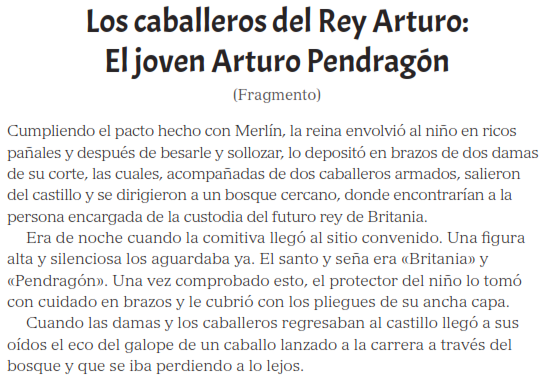 Los caballeros del Rey Arturo:
El joven Arturo Pendragón
(Fragmento)
Cumpliendo el pacto hecho con Merlín, la reina envolvió al niño en ricos
pañales y después de besarle y sollozar, lo depositó en brazos de dos damas
de su corte, las cuales, acompañadas de dos caballeros armados, salieron
del castillo y se dirigieron a un bosque cercano, donde encontrarían a la
persona encargada de la custodia del futuro rey de Britania.
Era de noche cuando la comitiva llegó al sitio convenido. Una figura
alta y silenciosa los aguardaba ya. El santo y seña era «Britania» y
«Pendragón». Una vez comprobado esto, el protector del niño lo tomó
con cuidado en brazos y le cubrió con los pliegues de su ancha capa.
Cuando las damas y los caballeros regresaban al castillo llegó a sus
oídos el eco del galope de un caballo lanzado a la carrera a través del
bosque y que se iba perdiendo a lo lejos.